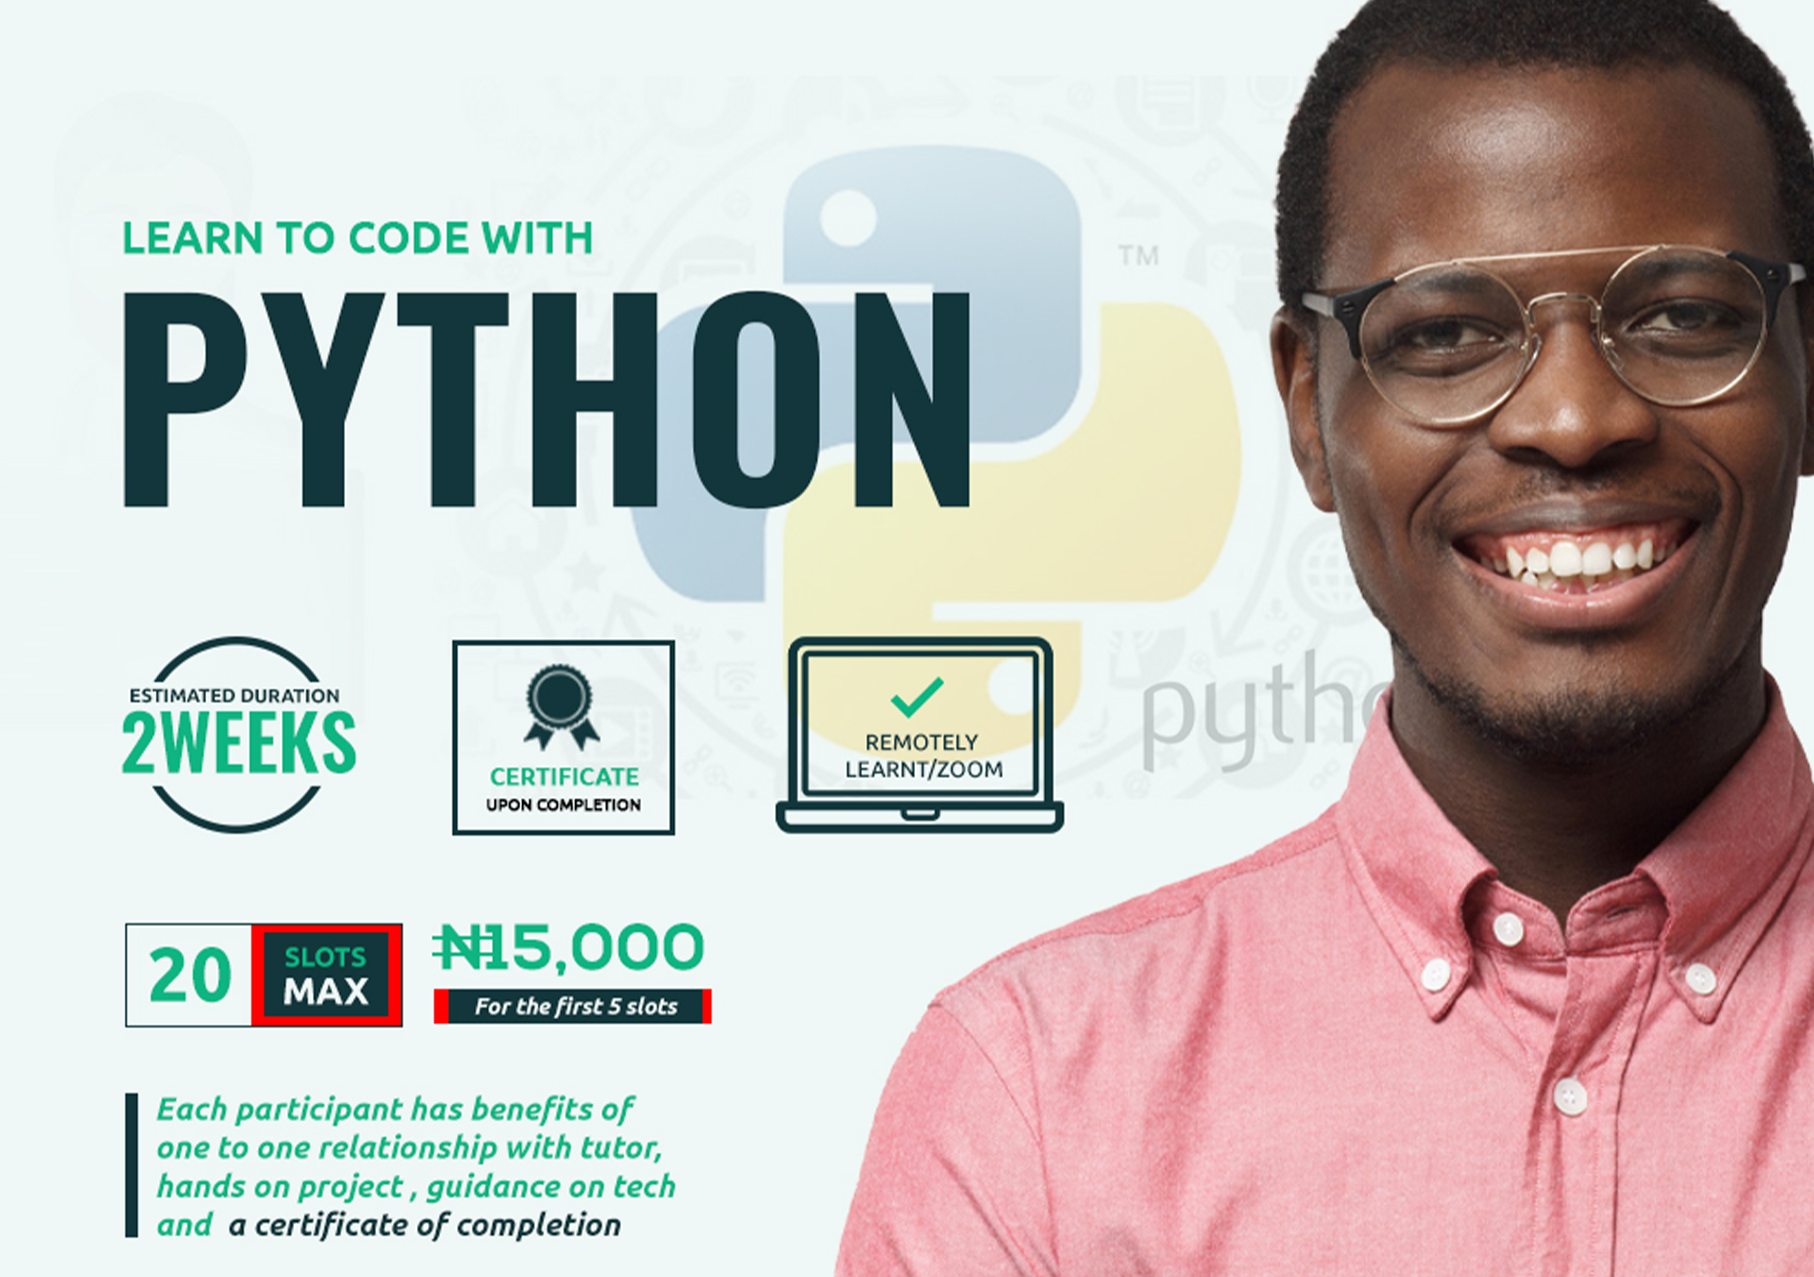 LEARN TO CODE WITH
PYTHON
TM
pytho
ESTIMATED DURATION
2WEEKS
CERTIFICATE
UPON COMPLETION
REMOTELY
LEARNT/ZOOM
20
SLOTS
MAX
₦15,000
For the first 5 slots
Each participant has benefits of
one to one relationship with tutor,
hands on project , guidance on tech
and a certificate of completion